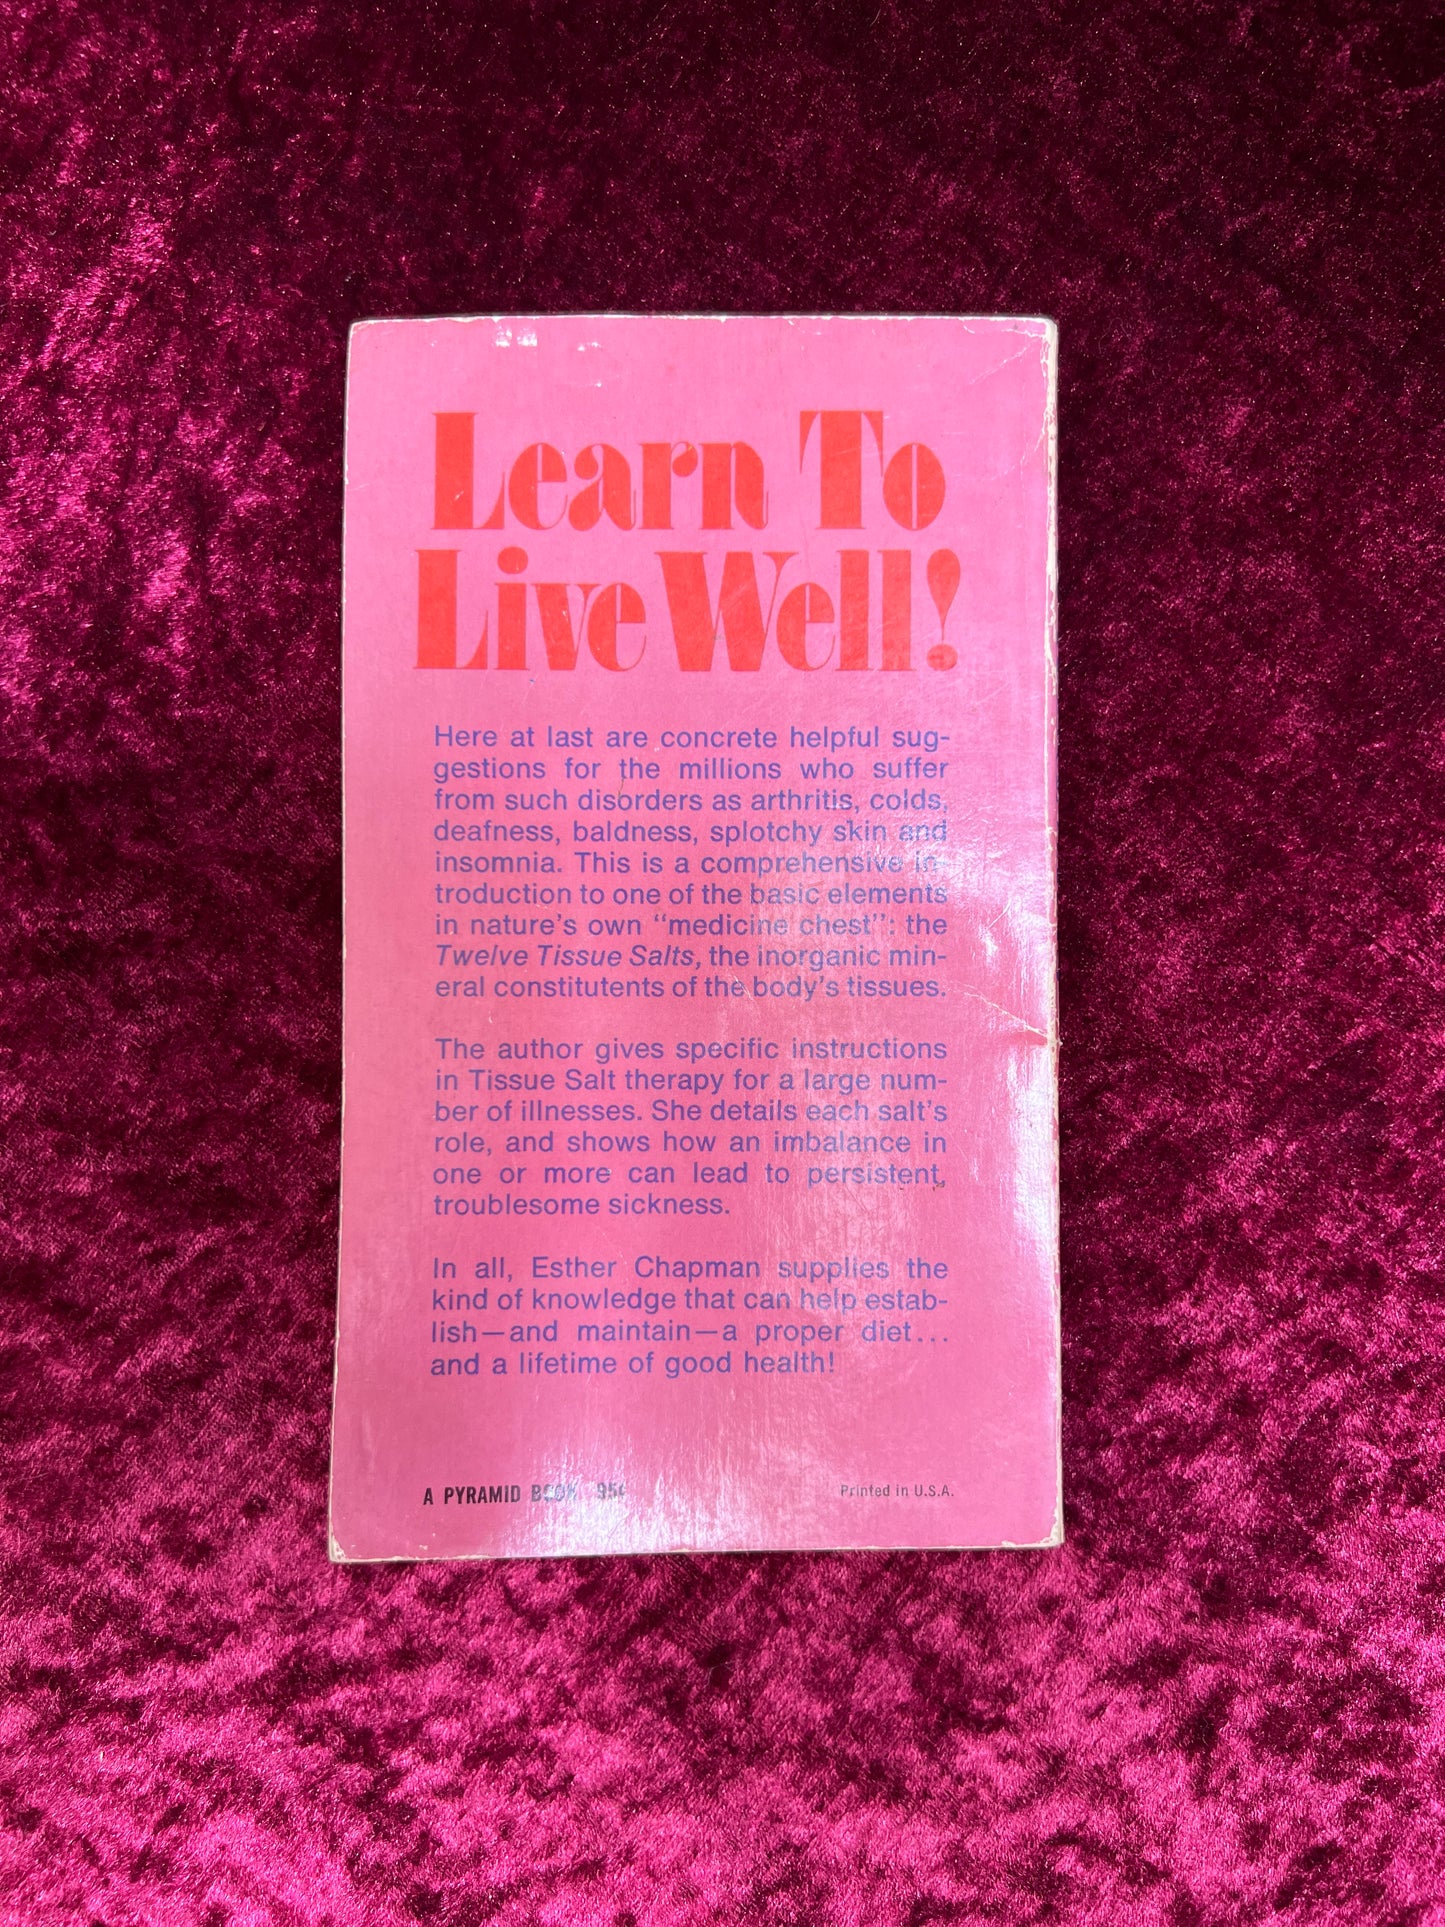 Learn To
Live Well!
Here at last are concrete helpful sug-
gestions for the millions who suffer
from such disorders as arthritis, colds,
deafness, baldness, splotchy skin and
insomnia. This is a comprehensive in-
troduction to one of the basic elements
in nature's own "medicine chest": the
Twelve Tissue Salts, the inorganic min-
eral constitutents of the body's tissues.
The author gives specific instructions
in Tissue Salt therapy for a large num-
ber of illnesses. She details each salt's
role, and shows how an imbalance in
one or more can lead to persistent,
troublesome sickness.
In all, Esther Chapman supplies the
kind of knowledge that can help estab-
lish—and maintain—a proper diet...
and a lifetime of good health!
A PYRAMID BOOK 95¢
Printed in U.S.A.